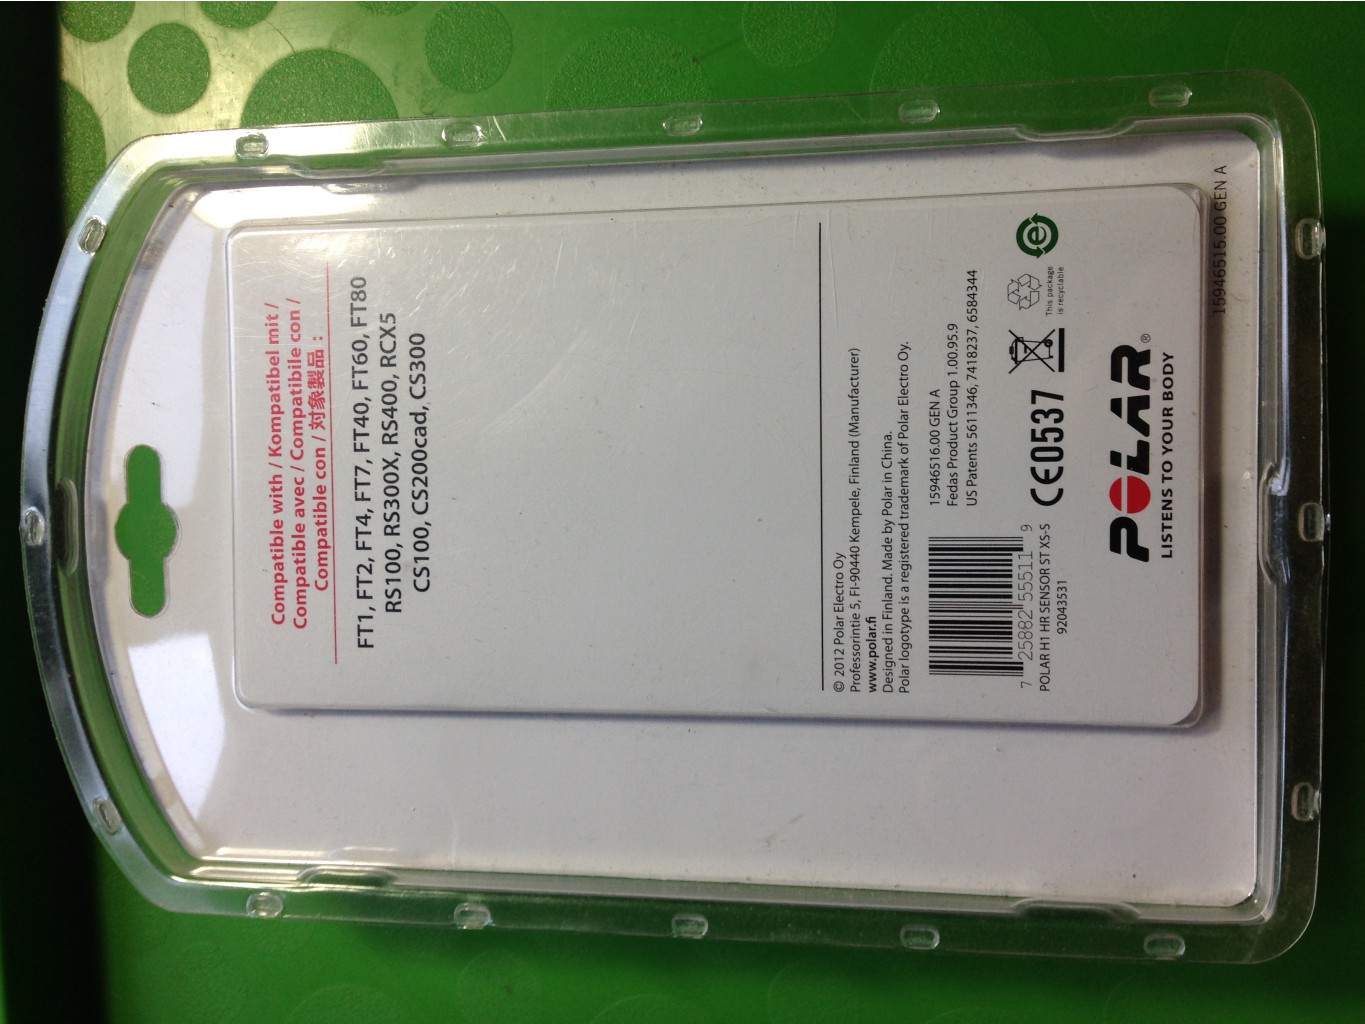 Compatible with / Kompatibel mit /
Compatible avec / Compatibile con /
Compatible con / 対象製品 :
FT1, FT2, FT4, FT7, FT40, FT60, FT80
RS100, RS300X, RS400, RCX5
CS100, CS200cad, CS300
© 2012 Polar Electro Oy
Professorintie 5, FI-90440 Kempele, Finland (Manufacturer)
www.polar.fi
Designed in Finland. Made by Polar in China.
Polar logotype is a registered trademark of Polar Electro Oy.
15946516.00 GEN A
Fedas Product Group 1.00.95.9
US Patents 5611346, 7418237, 6584344
7 25882 55511 9
POLAR H1 HR SENSOR ST XS-S
92043531
CE0537
This package
is recyclable
e
POLAR®
LISTENS TO YOUR BODY
15946515.00 GEN A